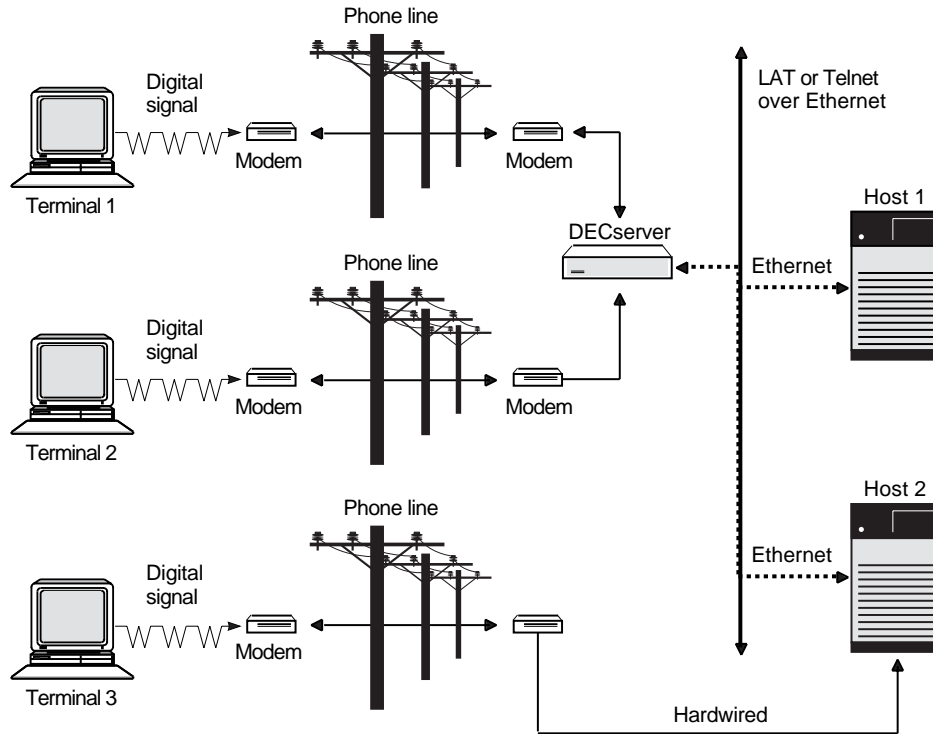 Phone line
Digital
signal
LAT or Telnet
over Ethernet
Modem
Modem
Terminal 1
Host 1
DECserver
Phone line
Ethernet
Digital
signal
Modem
Modem
Terminal 2
Host 2
Phone line
Ethernet
Digital
signal
Modem
Terminal 3
Hardwired